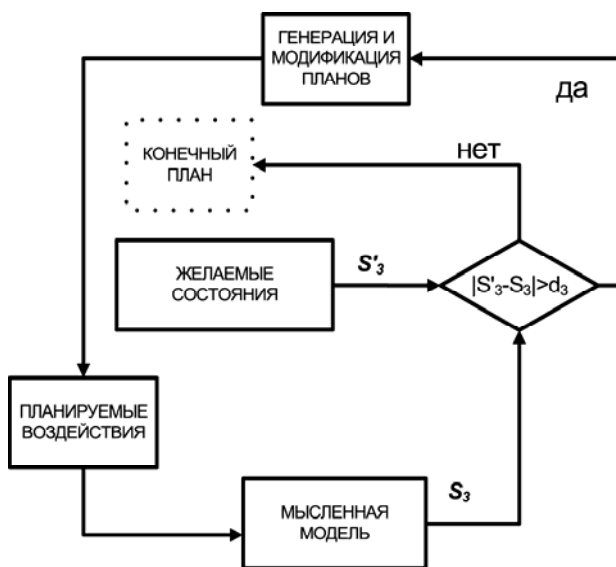 ГЕНЕРАЦИЯ И
МОДИФИКАЦИЯ
ПЛАНОВ
да
нет
КОНЕЧНЫЙ
ПЛАН
ЖЕЛАЕМЫЕ
СОСТОЯНИЯ
S'₃
|S'₃-S₃|>d₃
ПЛАНИРУЕМЫЕ
ВОЗДЕЙСТВИЯ
МЫСЛЕННАЯ
МОДЕЛЬ
S₃